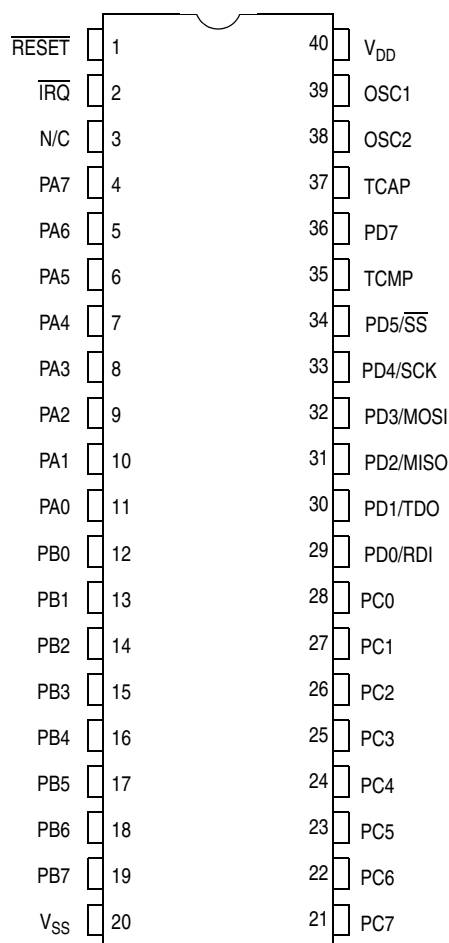 R̅E̅S̅E̅T̅ 1 40 VDD
I̅R̅Q̅ 2 39 OSC1
N/C 3 38 OSC2
PA7 4 37 TCAP
PA6 5 36 PD7
PA5 6 35 TCMP
PA4 7 34 PD5/S̅S̅
PA3 8 33 PD4/SCK
PA2 9 32 PD3/MOSI
PA1 10 31 PD2/MISO
PA0 11 30 PD1/TDO
PB0 12 29 PD0/RDI
PB1 13 28 PC0
PB2 14 27 PC1
PB3 15 26 PC2
PB4 16 25 PC3
PB5 17 24 PC4
PB6 18 23 PC5
PB7 19 22 PC6
VSS 20 21 PC7